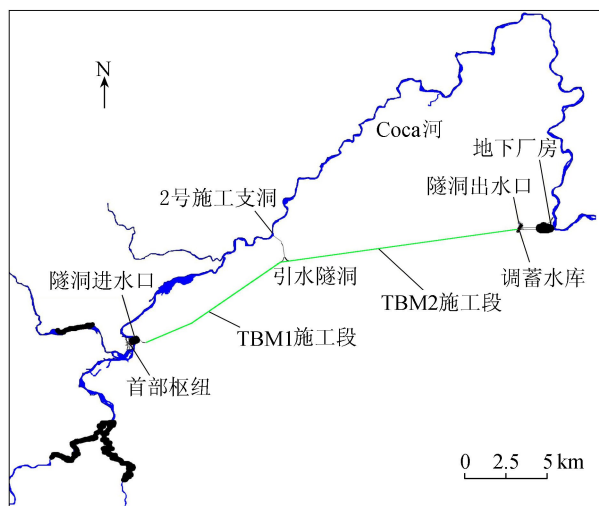 N
Coca河
地下厂房
隧洞出水口
2号施工支洞
调蓄水库
引水隧洞
隧洞进水口
TBM2施工段
TBM1施工段
首部枢纽
0 2.5 5 km